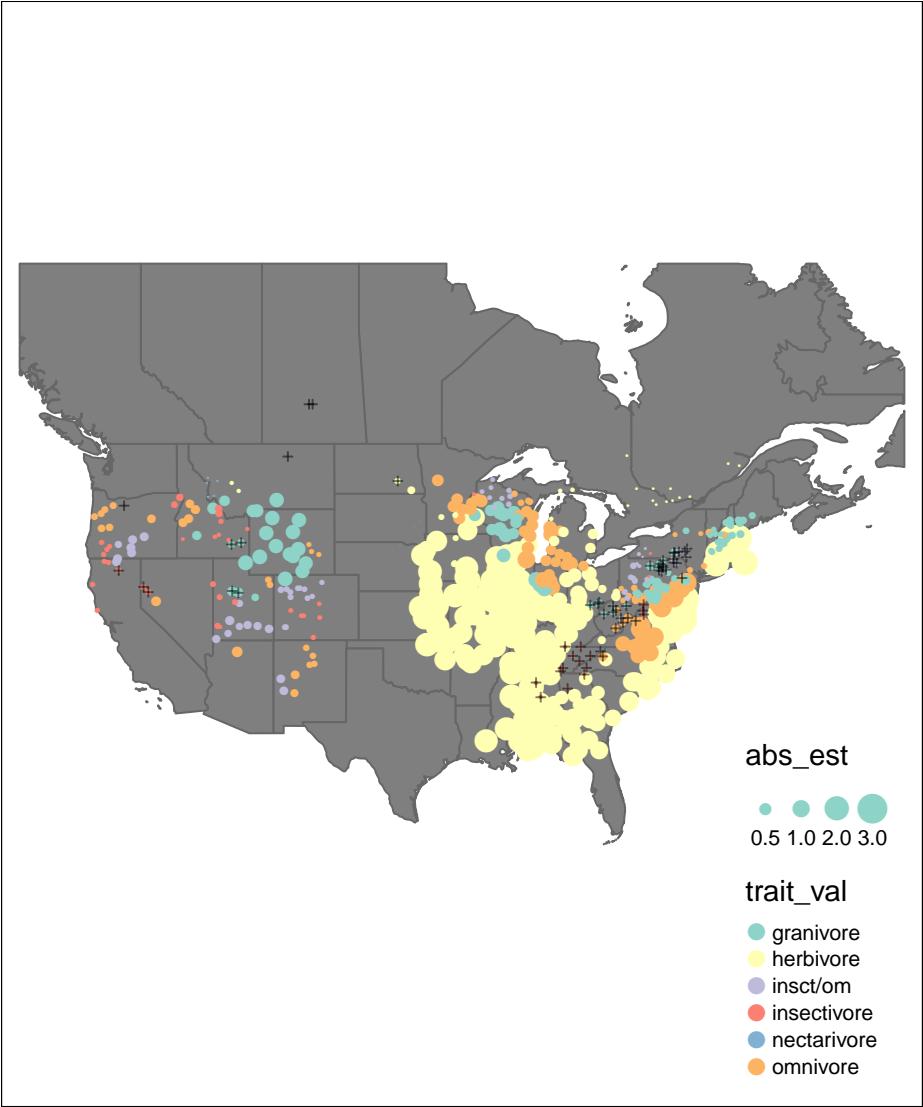 abs_est
0.5 1.0 2.0 3.0
trait_val
granivore
herbivore
insct/om
insectivore
nectarivore
omnivore